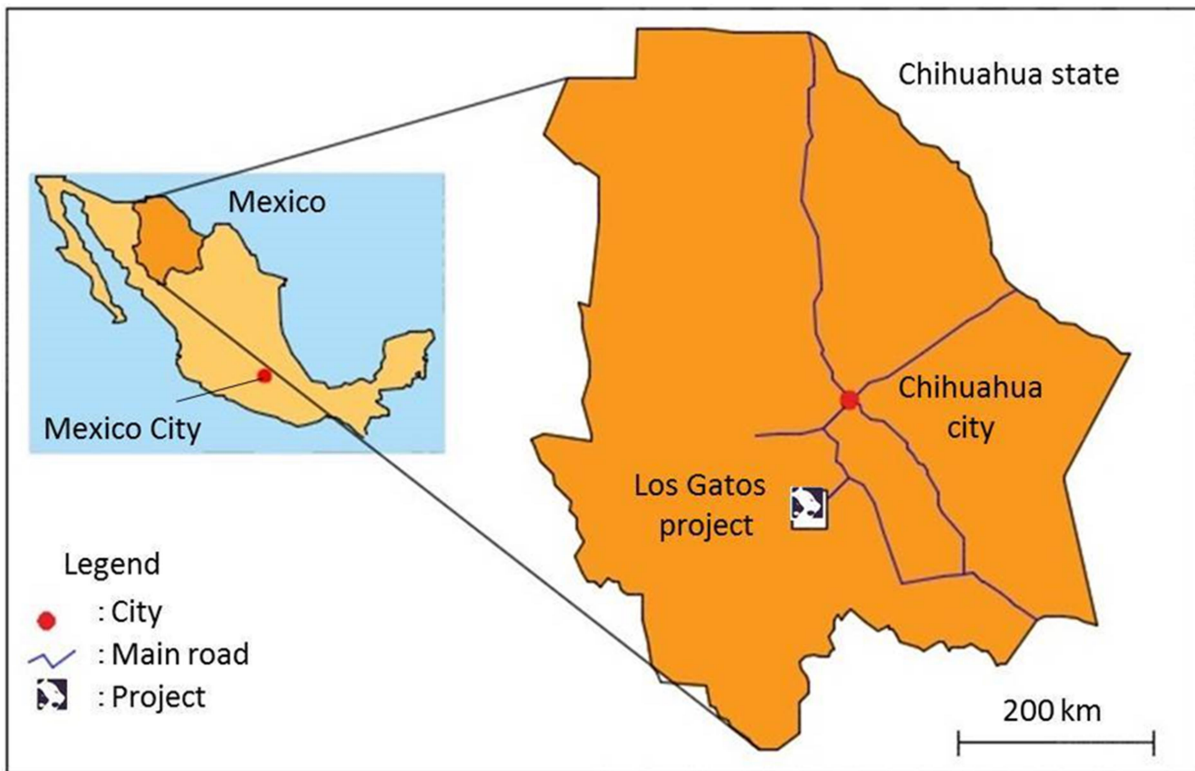 Chihuahua state
Mexico
Mexico City
Chihuahua
city
Los Gatos
project
Legend
: City
: Main road
: Project
200 km